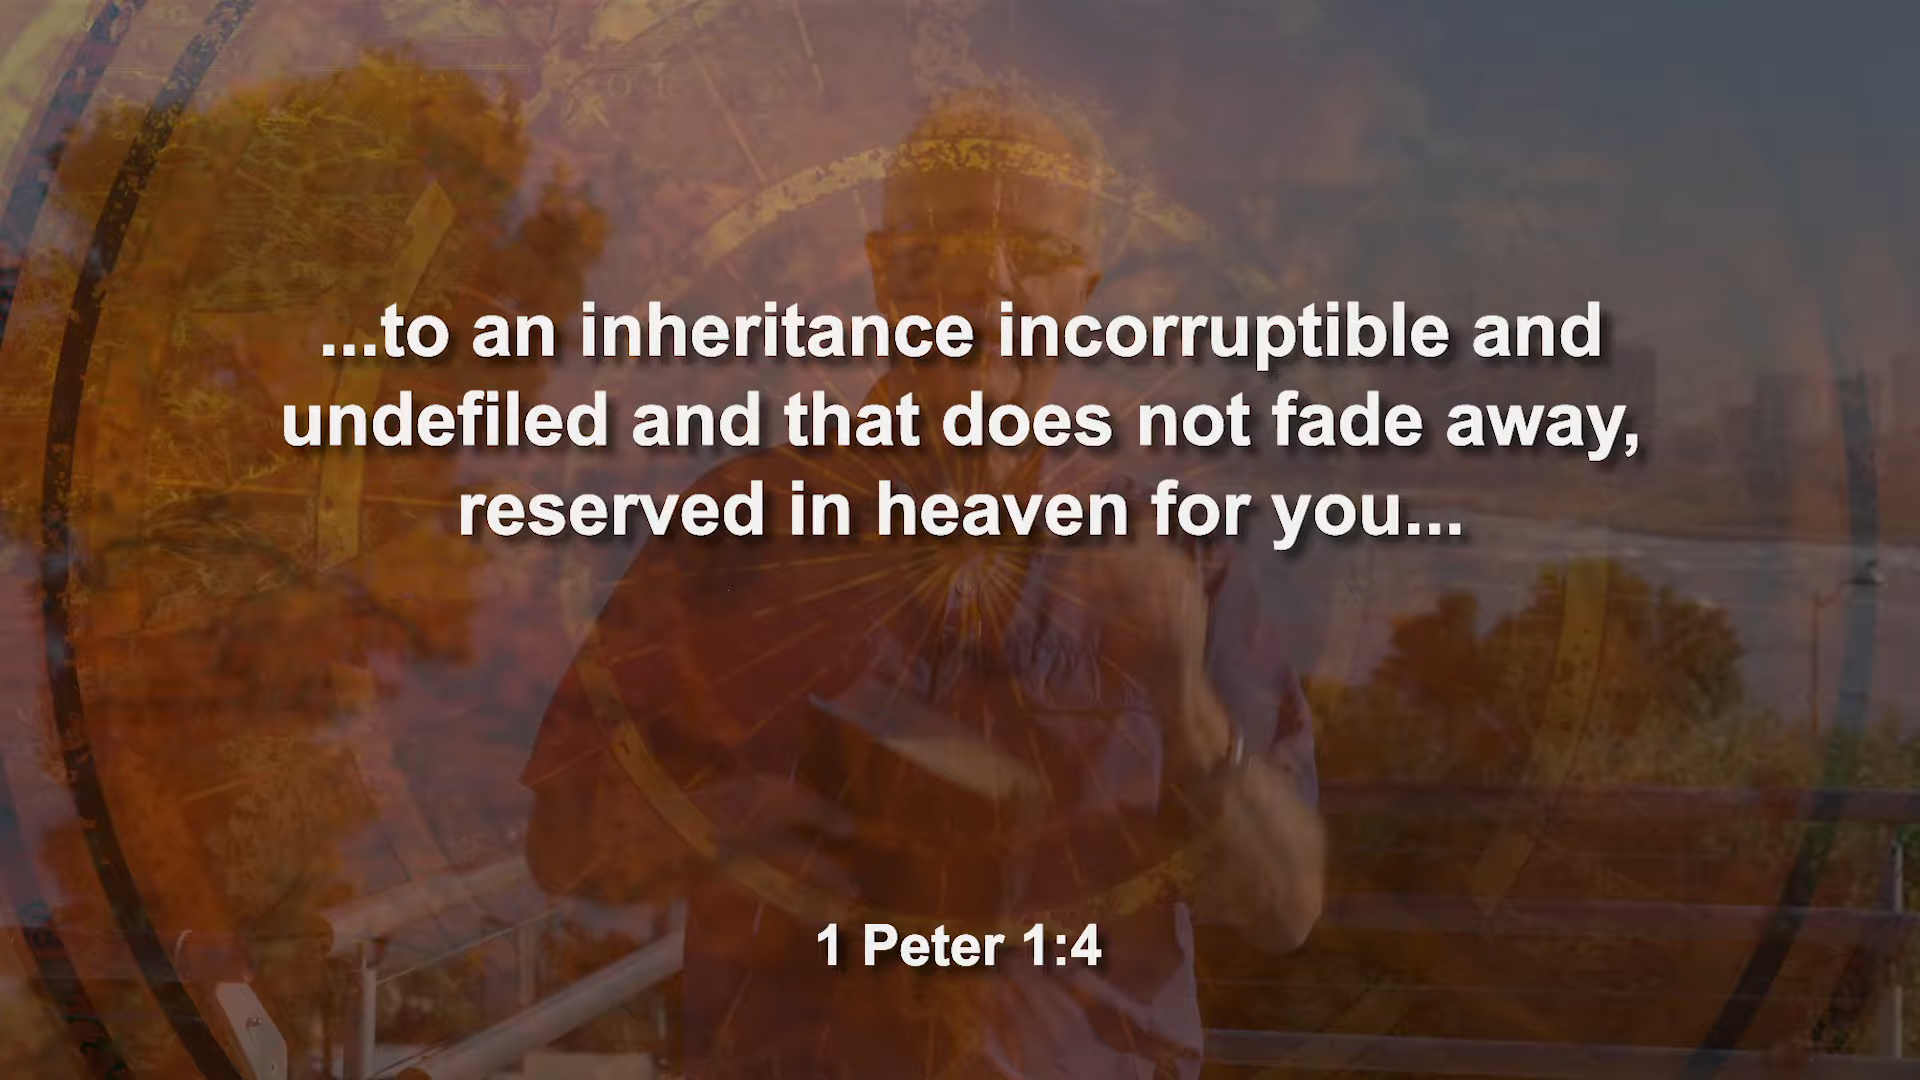 ...to an inheritance incorruptible and
undefiled and that does not fade away,
reserved in heaven for you...
1 Peter 1:4